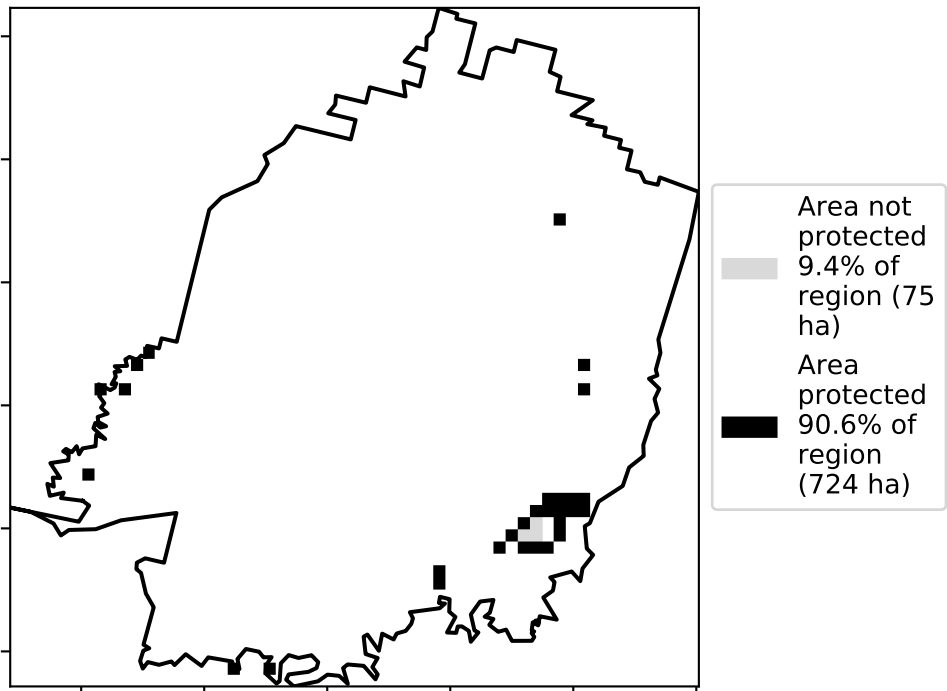 Area not
protected
9.4% of
region (75
ha)
Area
protected
90.6% of
region
(724 ha)